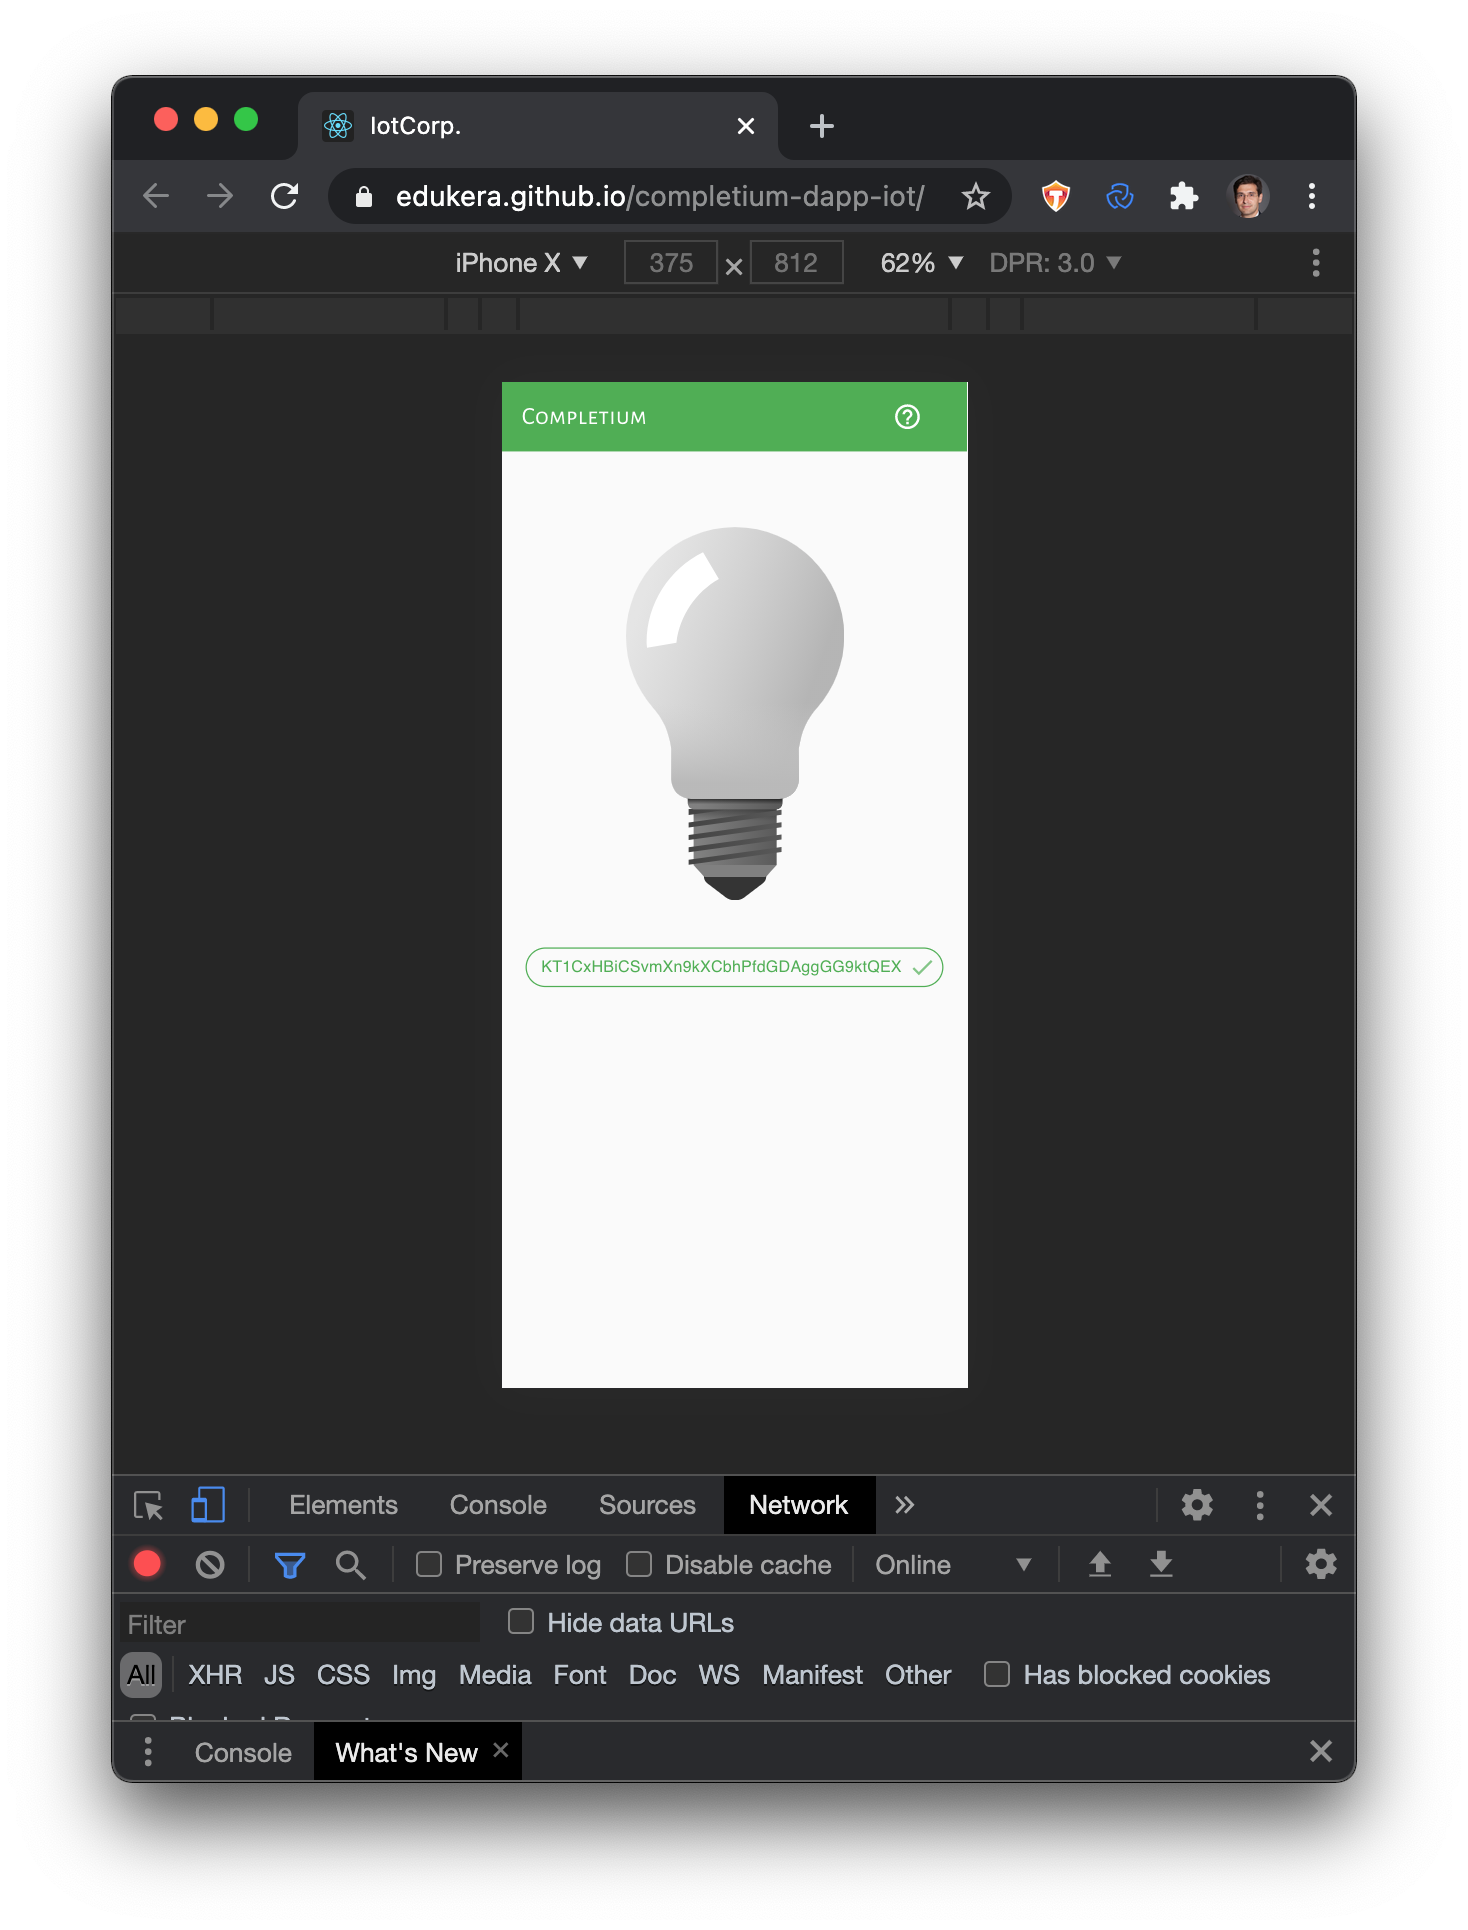 IotCorp.
edukera.github.io/completium-dapp-iot/
iPhone X 375 × 812 62% DPR: 3.0
Completium
KT1CxHBiCSvmXn9kXCbhPfdGDAggGG9ktQEX
Elements Console Sources Network
Preserve log Disable cache Online
Filter Hide data URLs
All XHR JS CSS Img Media Font Doc WS Manifest Other Has blocked cookies
Console What's New